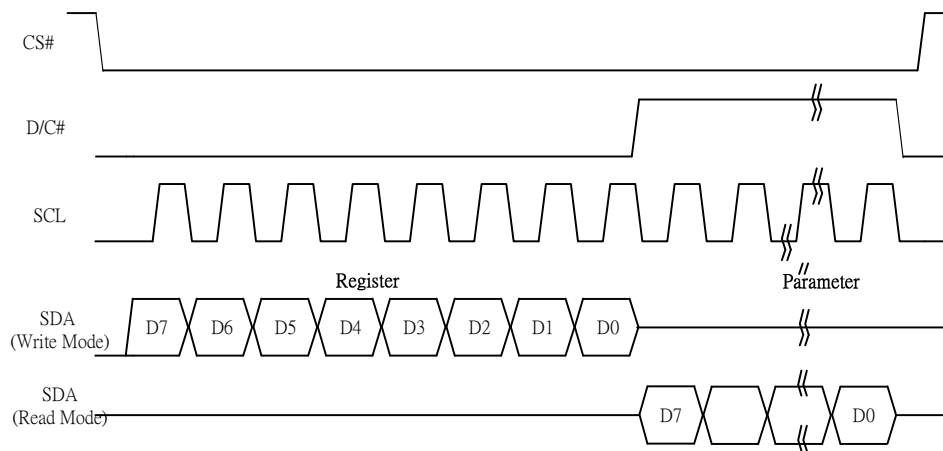 CS#
D/C#
SCL
Register
Parameter
SDA
(Write Mode)
D7 D6 D5 D4 D3 D2 D1 D0
SDA
(Read Mode)
D7 D0